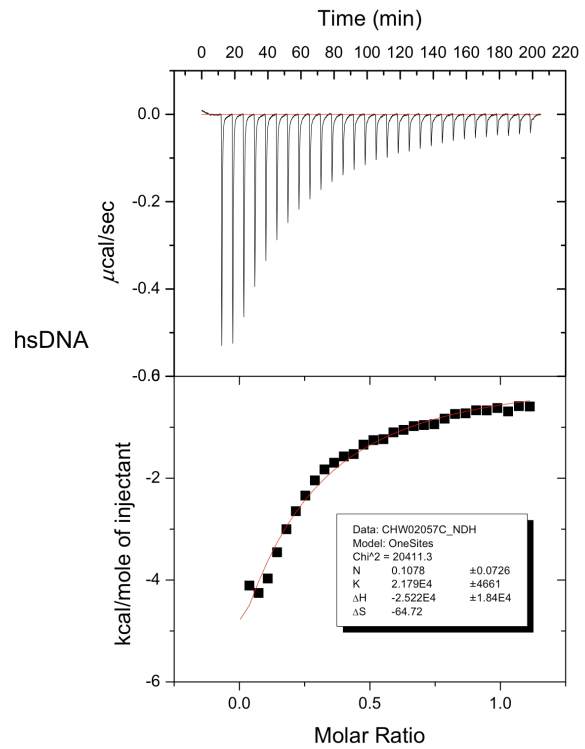 Time (min)
0 20 40 60 80 100 120 140 160 180 200 220
0.0
-0.2
-0.4
-0.6
µcal/sec
hsDNA
0
-2
-4
-6
kcal/mole of injectant
Data: CHW02057C_NDH
Model: OneSites
Chi^2 = 20411.3
N 0.1078 ±0.0726
K 2.179E4 ±4661
ΔH -2.522E4 ±1.84E4
ΔS -64.72
0.0 0.5 1.0
Molar Ratio